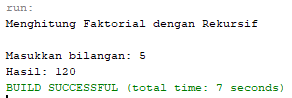 run:
Menghitung Faktorial dengan Rekursif
Masukkan bilangan: 5
Hasil: 120
BUILD SUCCESSFUL (total time: 7 seconds)